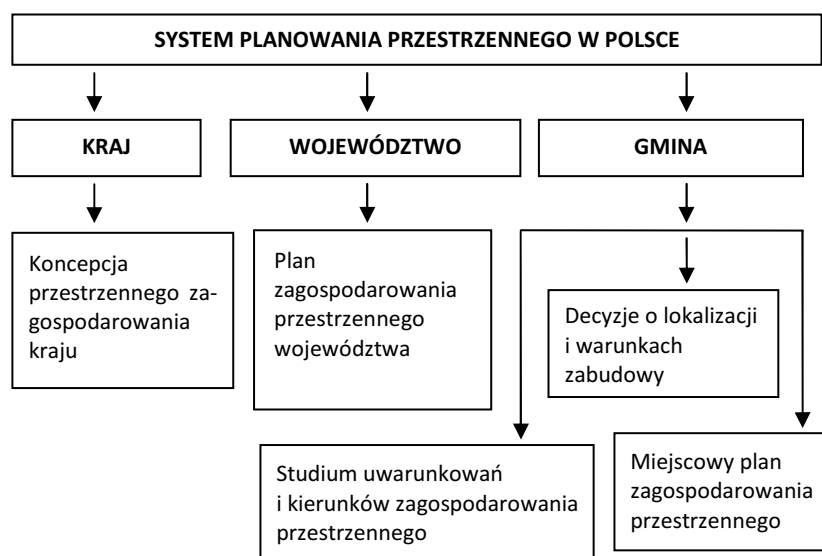 SYSTEM PLANOWANIA PRZESTRZENNEGO W POLSCE
KRAJ
WOJEWÓDZTWO
GMINA
Koncepcja
przestrzennego za-
gospodarowania
kraju
Plan
zagospodarowania
przestrzennego
województwa
Decyzje o lokalizacji
i warunkach
zabudowy
Studium uwarunkowań
i kierunków zagospodarowania
przestrzennego
Miejscowy plan
zagospodarowania
przestrzennego